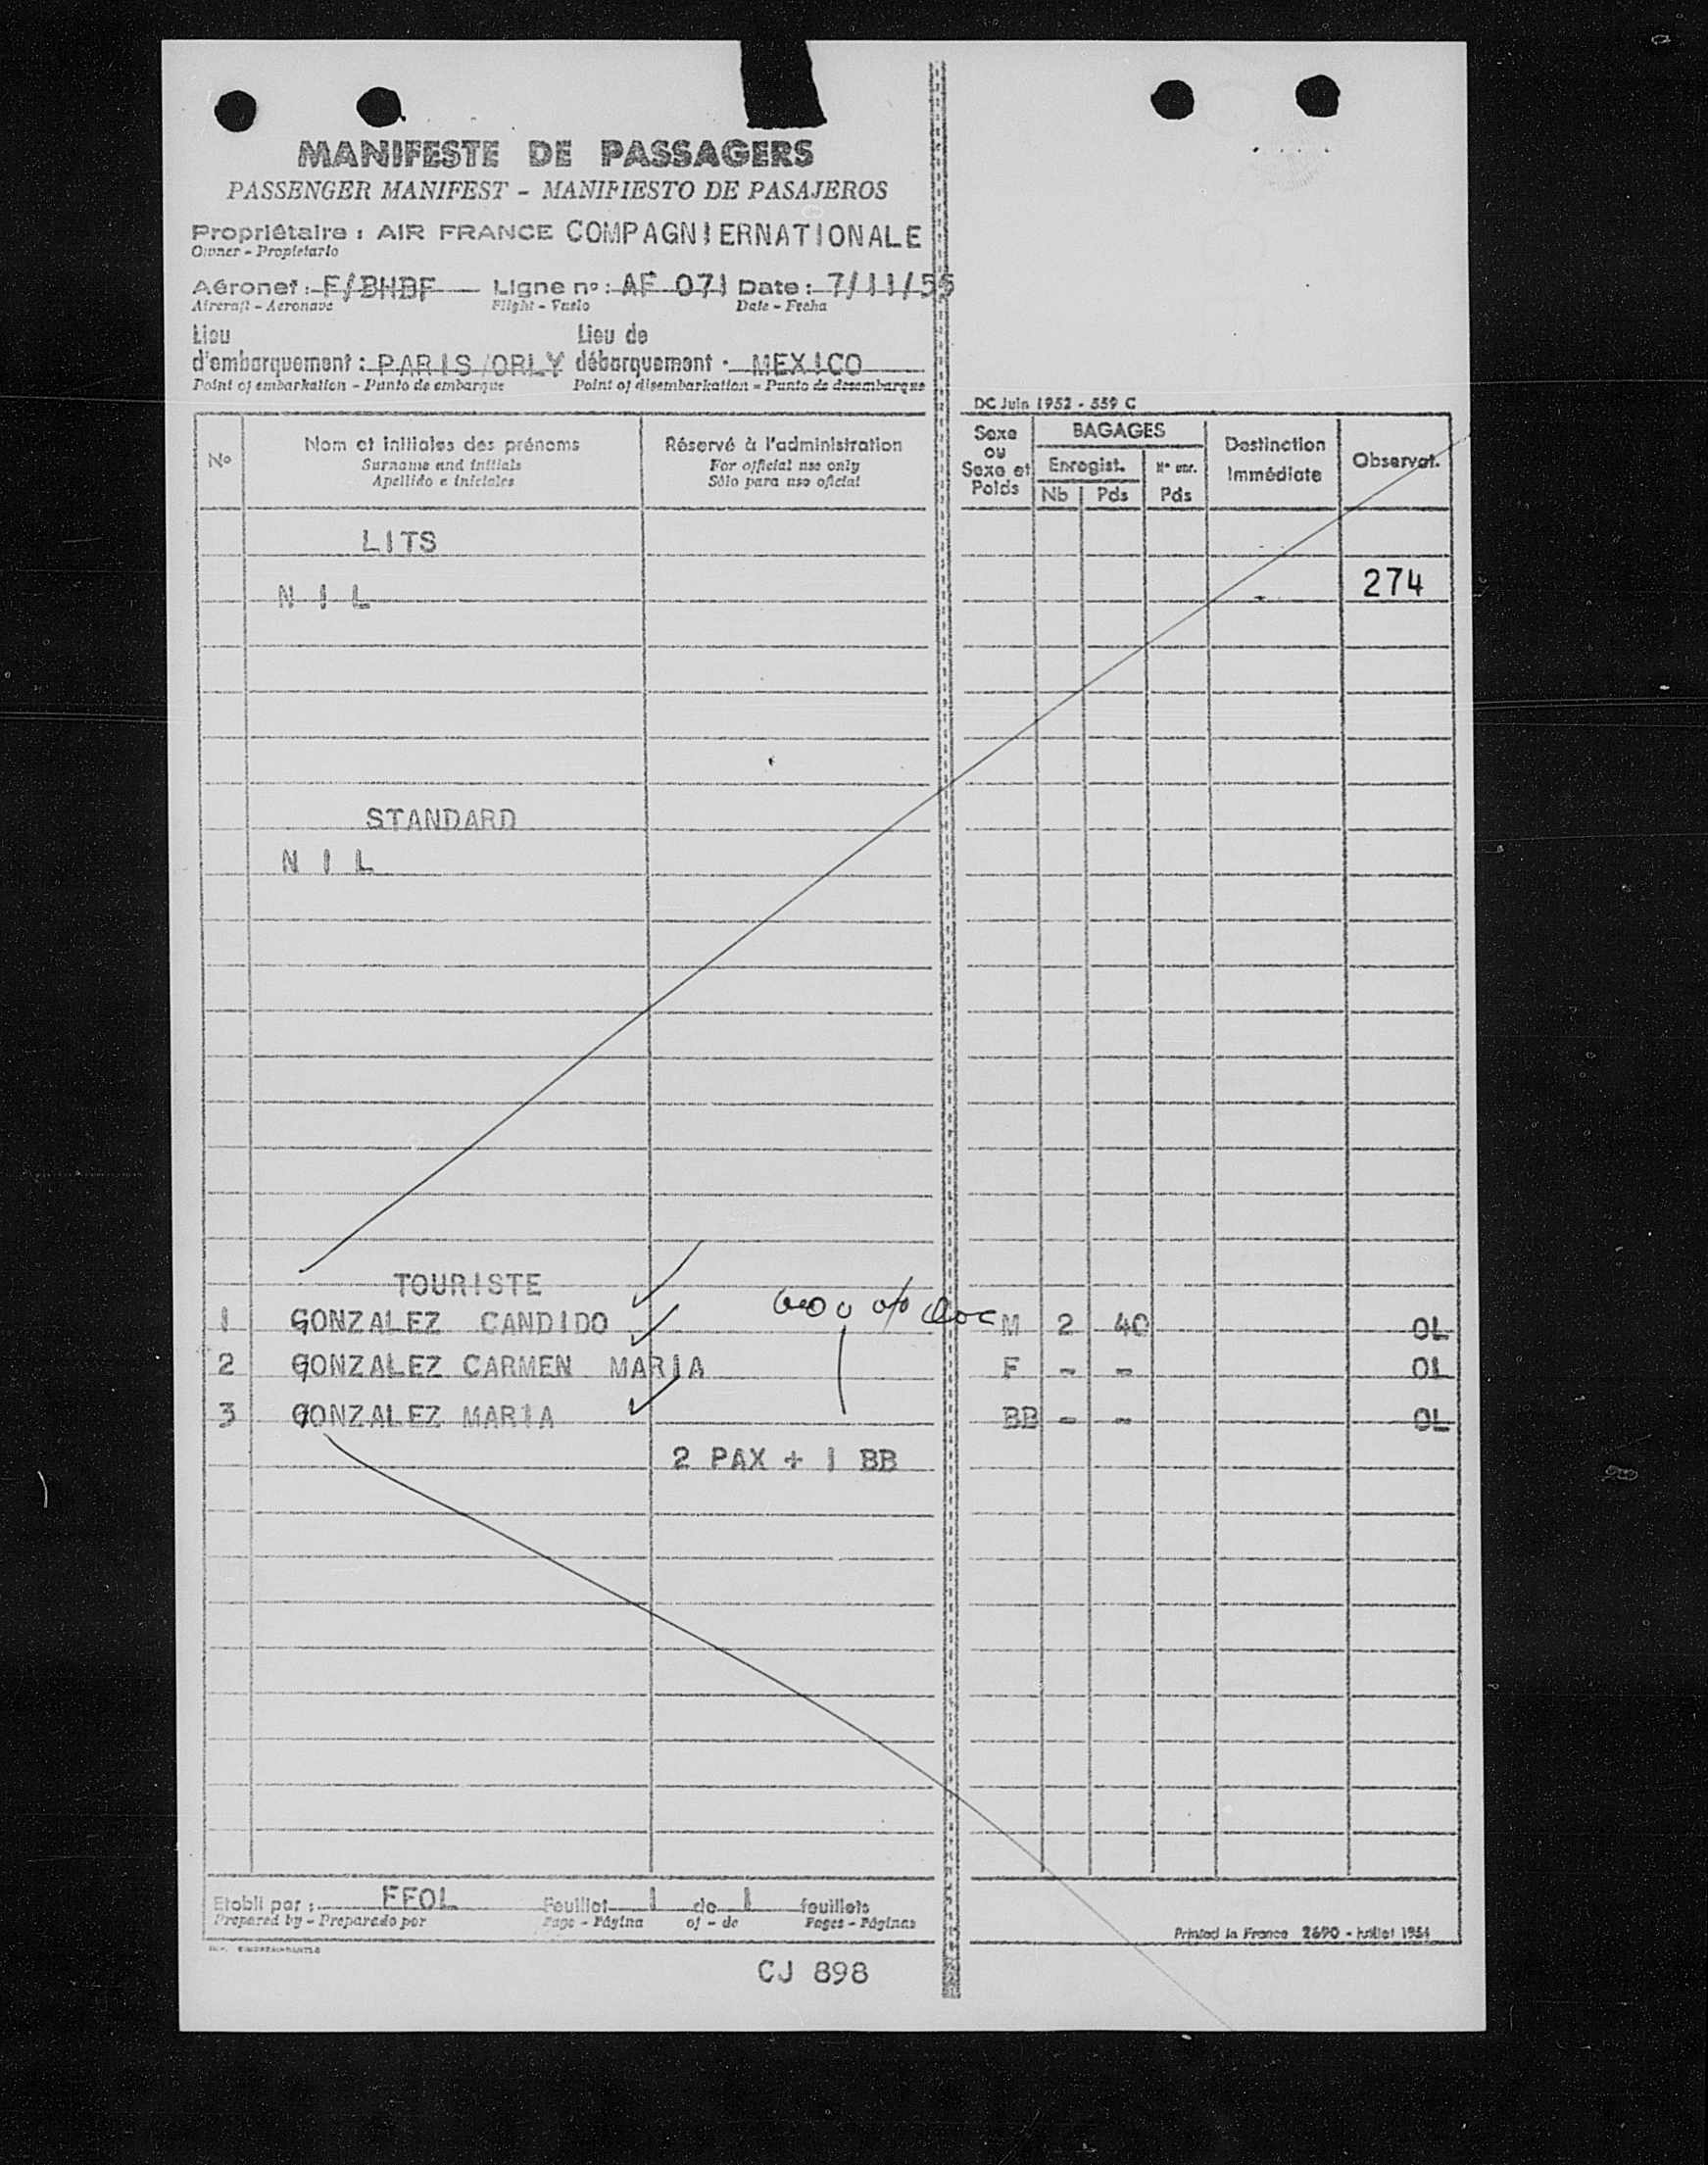 MANIFESTE DE PASSAGERS
PASSENGER MANIFEST - MANIFIESTO DE PASAJEROS
Propriétaire : AIR FRANCE COMPAGNIERNATIONALE
Owner - Propietario
Aéronef : F/BHBF Ligne n° : AF 071 Date : 7/11/55
Aircraft - Aeronave Flight - Vuelo Date - Fecha
Lieu Lieu de
d'embarquement : PARIS/ORLY débarquement - MEXICO
Point of embarkation - Punto de embarque Point of disembarkation - Punto de desembarque
DC Juin 1952 - 559 C
N° Nom et initiales des prénoms Réservé à l'administration Sexe ou Sexe et Poids BAGAGES Destination Immédiate Observat.
Surname and initials For official use only Enregist. N° enr.
Apellido e iniciales Sólo para uso oficial Nb Pds Pds
LITS
N I L 274
STANDARD
N I L
TOURISTE
1 GONZALEZ CANDIDO M 2 40 OL
2 GONZALEZ CARMEN MARIA F - - OL
3 GONZALEZ MARIA BB - - OL
2 PAX + 1 BB
Etabli par : FFOL Feuillet 1 de 1 feuillets
Prepared by - Preparado por Page - Página of - de Pages - Páginas
Printed in France 2690 - Juillet 1954
CJ 898